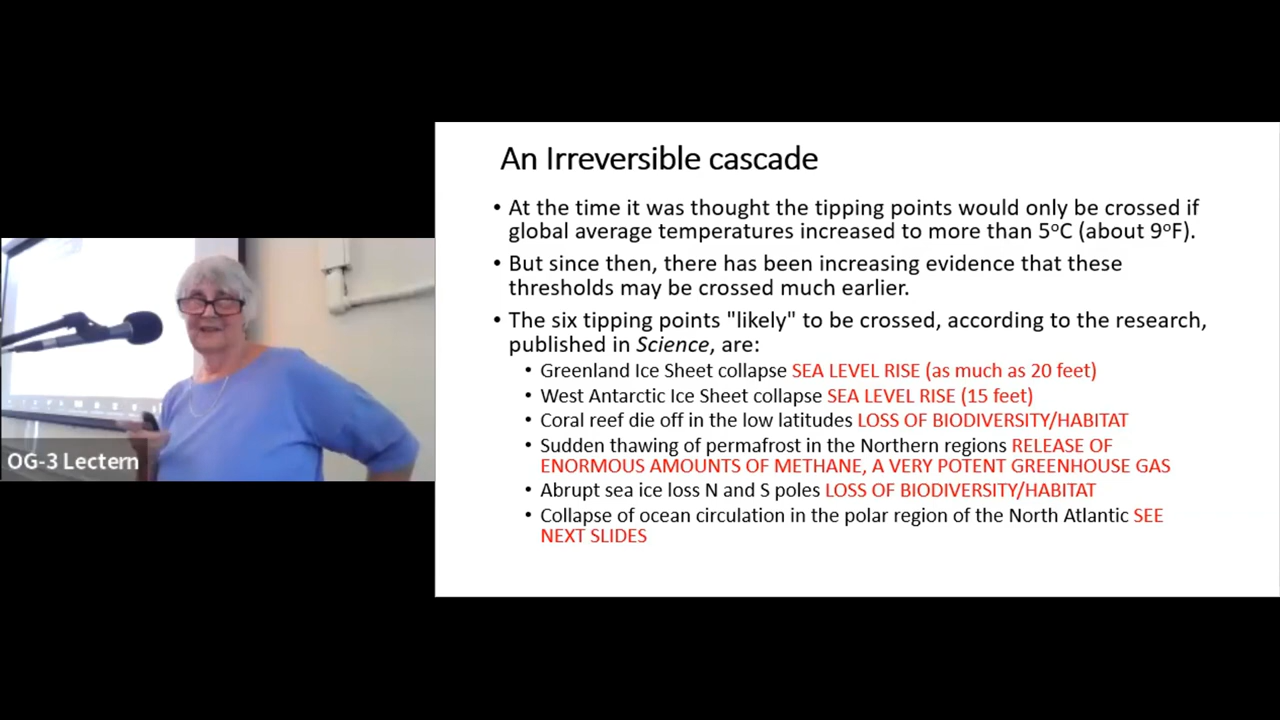 An Irreversible cascade
• At the time it was thought the tipping points would only be crossed if
global average temperatures increased to more than 5ºC (about 9ºF).
• But since then, there has been increasing evidence that these
thresholds may be crossed much earlier.
• The six tipping points "likely" to be crossed, according to the research,
published in Science, are:
• Greenland Ice Sheet collapse SEA LEVEL RISE (as much as 20 feet)
• West Antarctic Ice Sheet collapse SEA LEVEL RISE (15 feet)
• Coral reef die off in the low latitudes LOSS OF BIODIVERSITY/HABITAT
• Sudden thawing of permafrost in the Northern regions RELEASE OF
ENORMOUS AMOUNTS OF METHANE, A VERY POTENT GREENHOUSE GAS
• Abrupt sea ice loss N and S poles LOSS OF BIODIVERSITY/HABITAT
• Collapse of ocean circulation in the polar region of the North Atlantic SEE
NEXT SLIDES
OG-3 Lectern